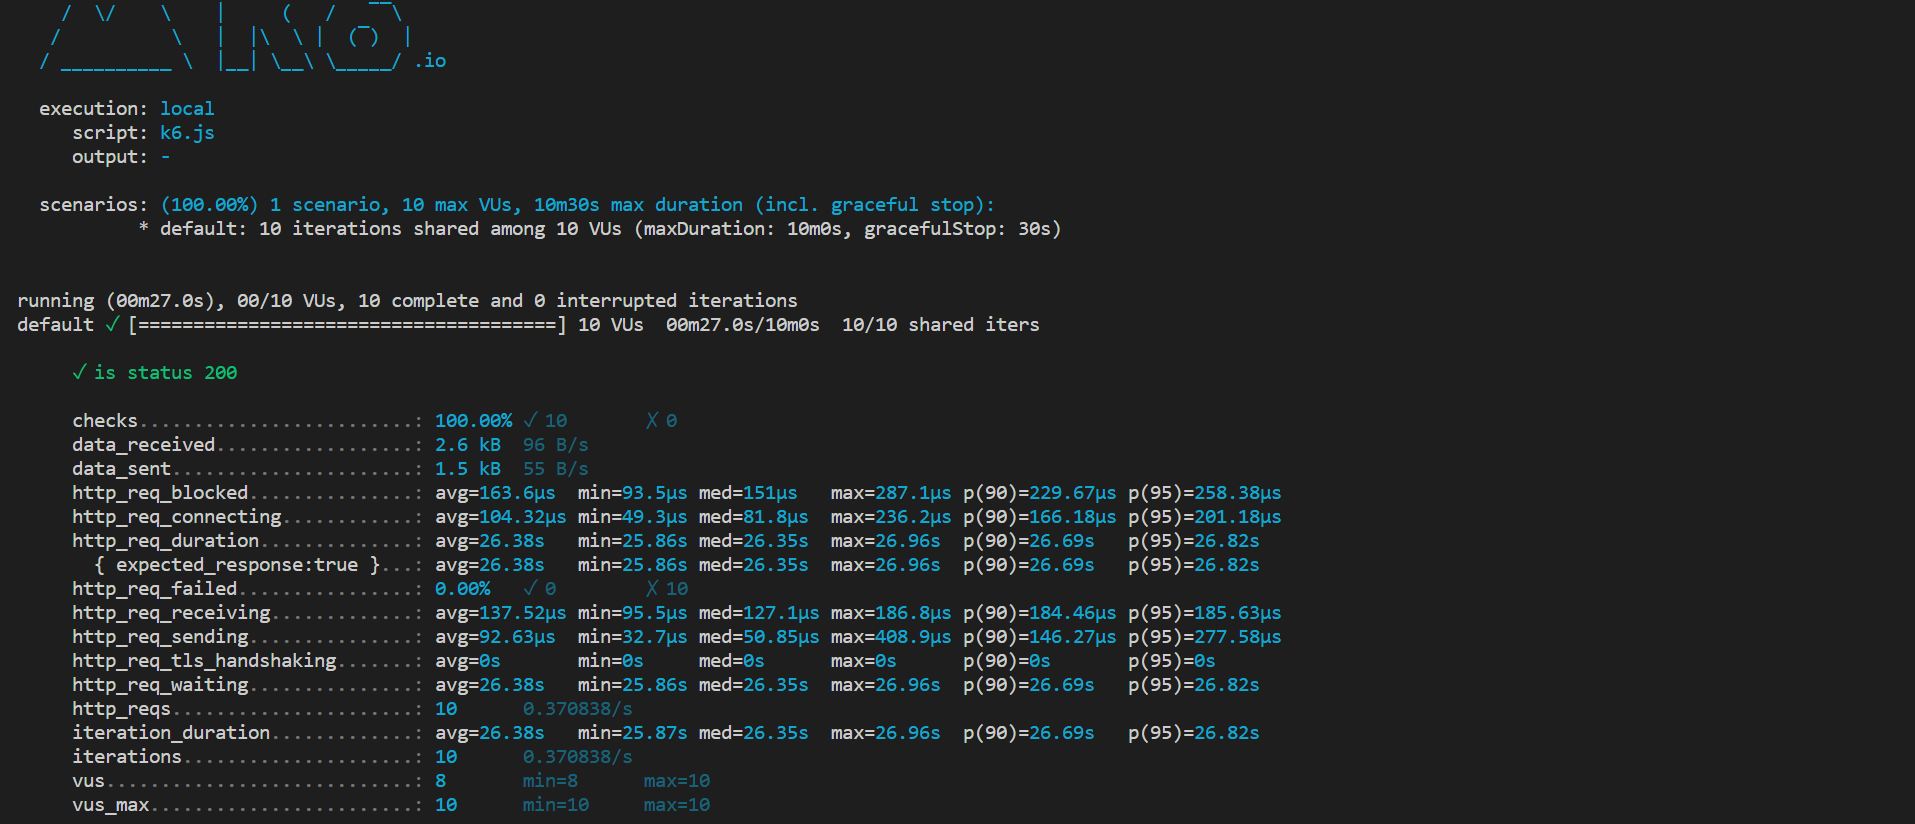 / \/ \ | ( / __ \
/ \ | |\ \ | (‾) |
/ __________ \ |__| \__\ \_____/ .io
execution: local
script: k6.js
output: -
scenarios: (100.00%) 1 scenario, 10 max VUs, 10m30s max duration (incl. graceful stop):
* default: 10 iterations shared among 10 VUs (maxDuration: 10m0s, gracefulStop: 30s)
running (00m27.0s), 00/10 VUs, 10 complete and 0 interrupted iterations
default ✓ [======================================] 10 VUs 00m27.0s/10m0s 10/10 shared iters
✓ is status 200
checks.........................: 100.00% ✓ 10 ✗ 0
data_received..................: 2.6 kB 96 B/s
data_sent......................: 1.5 kB 55 B/s
http_req_blocked...............: avg=163.6µs min=93.5µs med=151µs max=287.1µs p(90)=229.67µs p(95)=258.38µs
http_req_connecting............: avg=104.32µs min=49.3µs med=81.8µs max=236.2µs p(90)=166.18µs p(95)=201.18µs
http_req_duration..............: avg=26.38s min=25.86s med=26.35s max=26.96s p(90)=26.69s p(95)=26.82s
{ expected_response:true }...: avg=26.38s min=25.86s med=26.35s max=26.96s p(90)=26.69s p(95)=26.82s
http_req_failed................: 0.00% ✓ 0 ✗ 10
http_req_receiving.............: avg=137.52µs min=95.5µs med=127.1µs max=186.8µs p(90)=184.46µs p(95)=185.63µs
http_req_sending...............: avg=92.63µs min=32.7µs med=50.85µs max=408.9µs p(90)=146.27µs p(95)=277.58µs
http_req_tls_handshaking.......: avg=0s min=0s med=0s max=0s p(90)=0s p(95)=0s
http_req_waiting...............: avg=26.38s min=25.86s med=26.35s max=26.96s p(90)=26.69s p(95)=26.82s
http_reqs......................: 10 0.370838/s
iteration_duration.............: avg=26.38s min=25.87s med=26.35s max=26.96s p(90)=26.69s p(95)=26.82s
iterations.....................: 10 0.370838/s
vus............................: 8 min=8 max=10
vus_max........................: 10 min=10 max=10